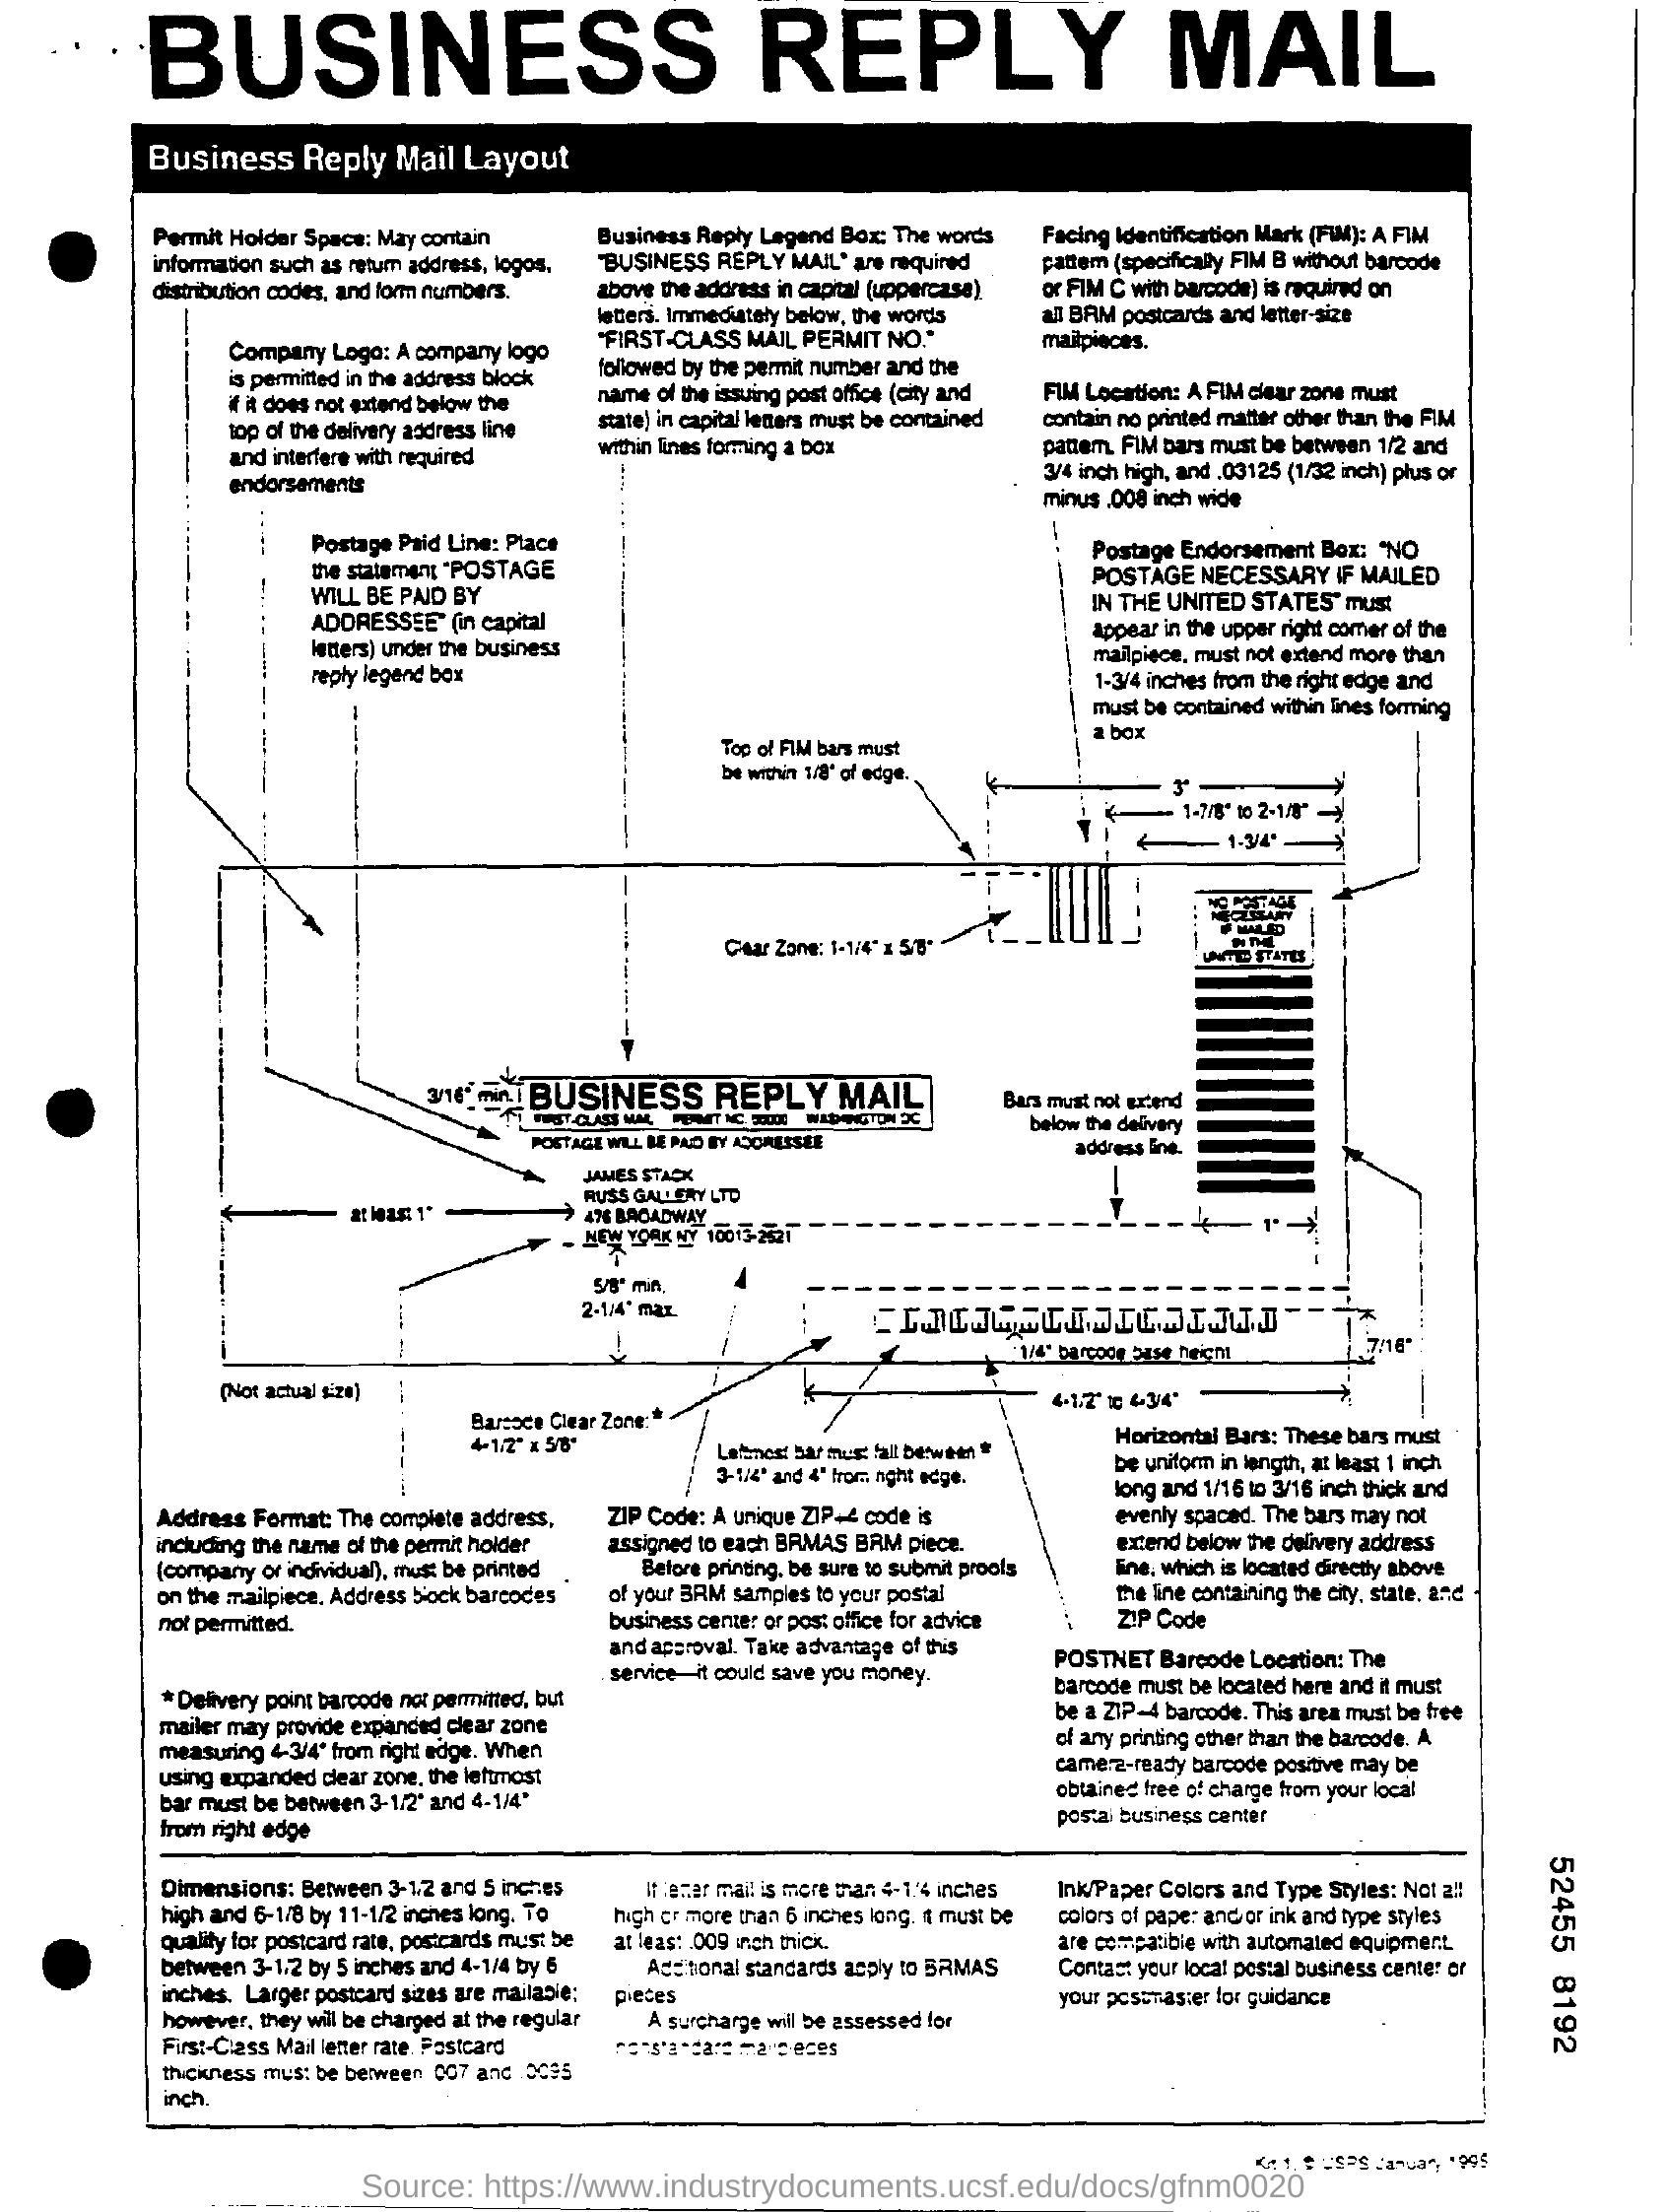 BUSINESS REPLY MAIL
Business Reply Mail Layout
Permit Holder Space: May contain
information such as return address, logos,
distribution codes, and form numbers.
Company Logo: A company logo
is permitted in the address block
if it does not extend below the
top of the delivery address line
and interfere with required
endorsements
Postage Paid Line: Place
the statement "POSTAGE
WILL BE PAID BY
ADDRESSEE" (in capital
letters) under the business
reply legend box
Business Reply Legend Box: The words
"BUSINESS REPLY MAIL" are required
above the address in capital (uppercase)
letters. Immediately below, the words
"FIRST-CLASS MAIL PERMIT NO."
followed by the permit number and the
name of the issuing post office (city and
state) in capital letters must be contained
within lines forming a box
Facing Identification Mark (FIM): A FIM
pattern (specifically FIM B without barcode
or FIM C with barcode) is required on
all BRM postcards and letter-size
mailpieces.
FIM Location: A FIM clear zone must
contain no printed matter other than the FIM
pattern. FIM bars must be between 1/2 and
3/4 inch high, and .03125 (1/32 inch) plus or
minus .008 inch wide
Postage Endorsement Box: "NO
POSTAGE NECESSARY IF MAILED
IN THE UNITED STATES" must
appear in the upper right corner of the
mailpiece, must not extend more than
1-3/4 inches from the right edge and
must be contained within lines forming
a box
Top of FIM bars must
be within 1/8" of edge.
3"
1-7/8" to 2-1/8"
1-3/4"
Clear Zone: 1-1/4" x 5/8"
NO POSTAGE
NECESSARY
IF MAILED
IN THE
UNITED STATES
3/16" min.
BUSINESS REPLY MAIL
FIRST-CLASS MAIL PERMIT NO. 00000 WASHINGTON DC
POSTAGE WILL BE PAID BY ADDRESSEE
Bars must not extend
below the delivery
address line.
JAMES STACK
RUSS GALLERY LTD
476 BROADWAY
NEW YORK NY 10013-2521
at least 1"
1"
5/8" min.
2-1/4" max.
1/4" barcode base height
7/16"
(Not actual size)
4-1/2" to 4-3/4"
Barcode Clear Zone:*
4-1/2" x 5/8"
Leftmost bar must fall between *
3-1/4" and 4" from right edge.
Horizontal Bars: These bars must
be uniform in length, at least 1 inch
long and 1/16 to 3/16 inch thick and
evenly spaced. The bars may not
extend below the delivery address
line, which is located directly above
the line containing the city, state, and
ZIP Code
Address Format: The complete address,
including the name of the permit holder
(company or individual), must be printed
on the mailpiece. Address block barcodes
not permitted.
ZIP Code: A unique ZIP+4 code is
assigned to each BRMAS BRM piece.
Before printing, be sure to submit proofs
of your BRM samples to your postal
business center or post office for advice
and approval. Take advantage of this
service—it could save you money.
POSTNET Barcode Location: The
barcode must be located here and it must
be a ZIP+4 barcode. This area must be free
of any printing other than the barcode. A
camera-ready barcode positive may be
obtained free of charge from your local
postal business center
*Delivery point barcode not permitted, but
mailer may provide expanded clear zone
measuring 4-3/4" from right edge. When
using expanded clear zone, the leftmost
bar must be between 3-1/2" and 4-1/4"
from right edge
Dimensions: Between 3-1/2 and 5 inches
high and 6-1/8 by 11-1/2 inches long. To
qualify for postcard rate, postcards must be
between 3-1/2 by 5 inches and 4-1/4 by 6
inches. Larger postcard sizes are mailable;
however, they will be charged at the regular
First-Class Mail letter rate. Postcard
thickness must be between .007 and .0095
inch.
If letter mail is more than 4-1/4 inches
high or more than 6 inches long, it must be
at least .009 inch thick.
Additional standards apply to BRMAS
pieces
A surcharge will be assessed for
nonstandard mailpieces
Ink/Paper Colors and Type Styles: Not all
colors of paper and/or ink and type styles
are compatible with automated equipment.
Contact your local postal business center or
your postmaster for guidance
52455 8192
Kit 1, © USPS January 1995
Source: https://www.industrydocuments.ucsf.edu/docs/gfnm0020